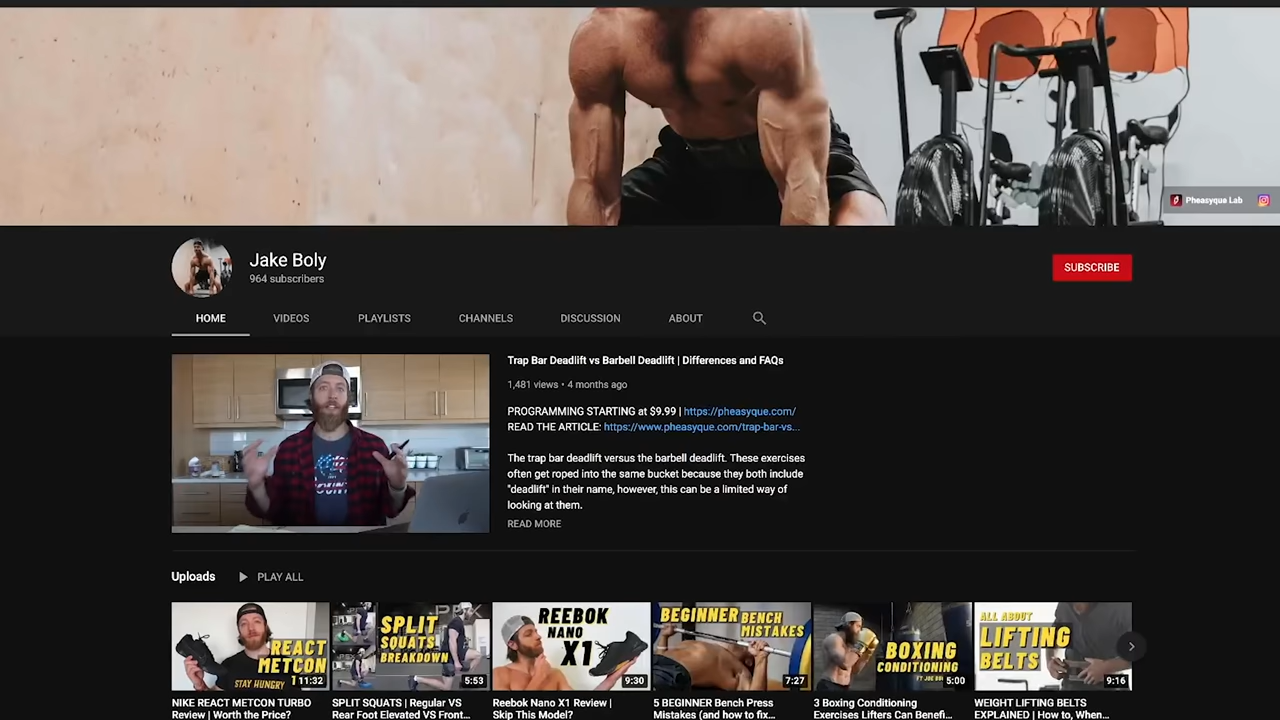 Pheasyque Lab
Jake Boly
964 subscribers
SUBSCRIBE
HOME
VIDEOS
PLAYLISTS
CHANNELS
DISCUSSION
ABOUT
Trap Bar Deadlift vs Barbell Deadlift | Differences and FAQs
1,481 views • 4 months ago
PROGRAMMING STARTING at $9.99 | https://pheasyque.com/
READ THE ARTICLE: https://www.pheasyque.com/trap-bar-vs...
The trap bar deadlift versus the barbell deadlift. These exercises
often get roped into the same bucket because they both include
"deadlift" in their name, however, this can be a limited way of
looking at them.
READ MORE
Uploads
PLAY ALL
REACT
METCON
STAY HUNGRY
11:32
SPLIT
SQUATS
BREAKDOWN
5:53
REEBOK
NANO
X1
9:30
BEGINNER BENCH
MISTAKES
7:27
BOXING
CONDITIONING
5:00
ALL ABOUT
LIFTING
BELTS
9:16
NIKE REACT METCON TURBO
Review | Worth the Price?
SPLIT SQUATS | Regular VS
Rear Foot Elevated VS Front...
Reebok Nano X1 Review |
Skip This Model?
5 BEGINNER Bench Press
Mistakes (and how to fix...
3 Boxing Conditioning
Exercises Lifters Can Benefi...
WEIGHT LIFTING BELTS
EXPLAINED | How to, When...